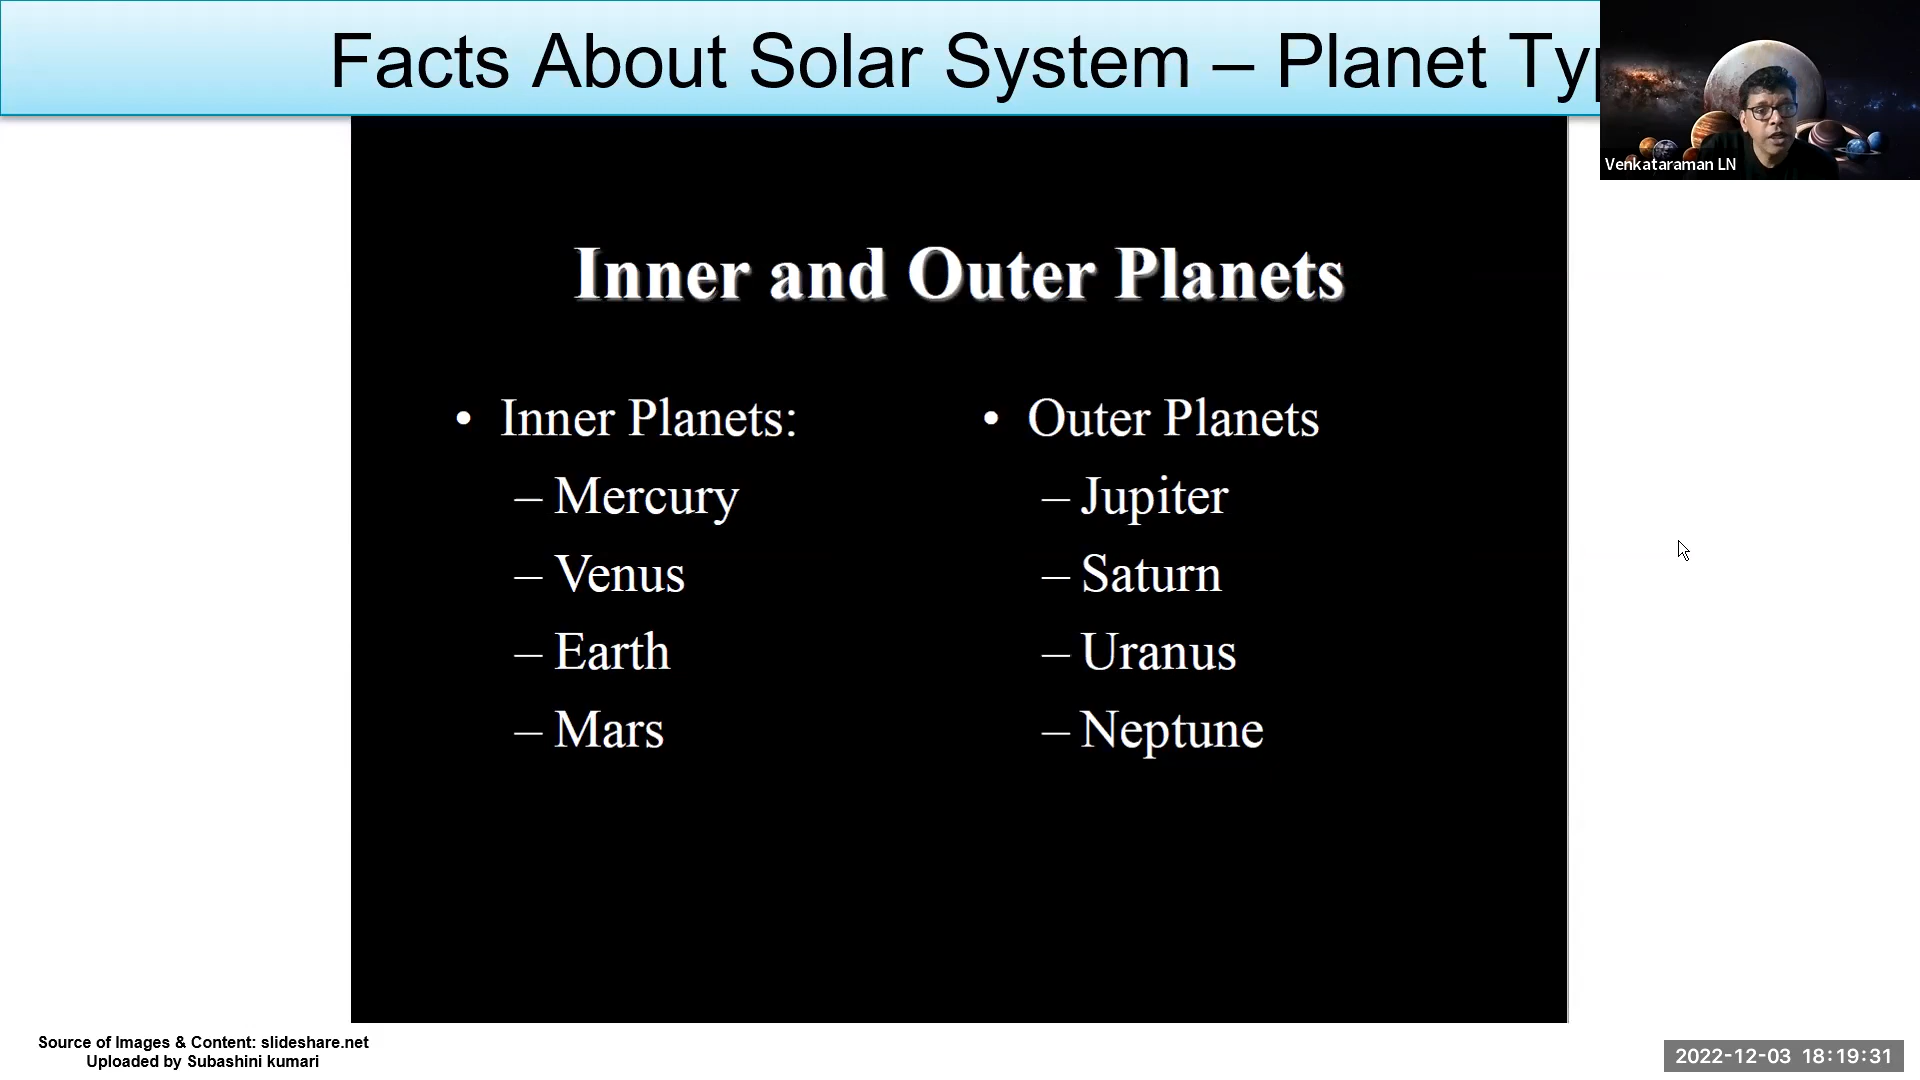 Facts About Solar System – Planet Ty
Venkataraman LN
Inner and Outer Planets
• Inner Planets:
– Mercury
– Venus
– Earth
– Mars
• Outer Planets
– Jupiter
– Saturn
– Uranus
– Neptune
Source of Images & Content: slideshare.net
Uploaded by Subashini kumari
2022-12-03 18:19:31